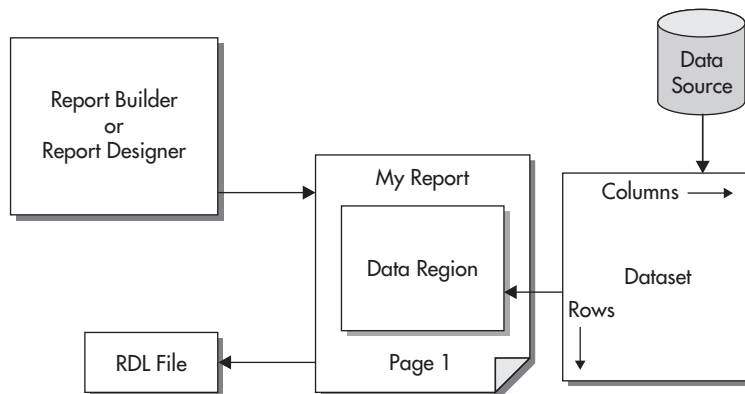 Report Builder
or
Report Designer
Data
Source
My Report
Data Region
Page 1
Columns
Dataset
Rows
RDL File